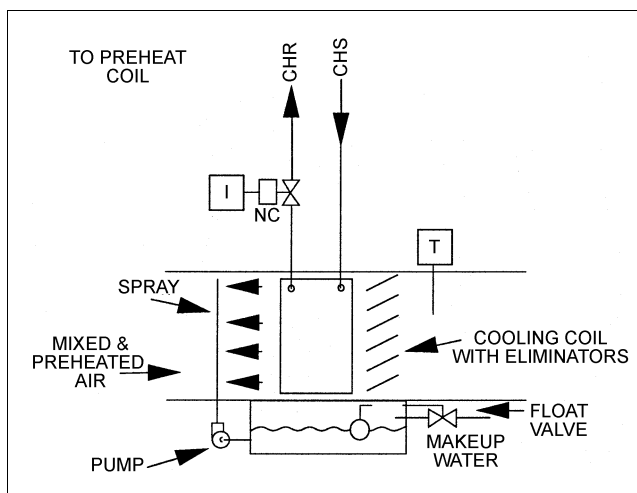 TO PREHEAT
COIL
CHR
CHS
I
NC
T
SPRAY
MIXED &
PREHEATED
AIR
COOLING COIL
WITH ELIMINATORS
FLOAT
VALVE
MAKEUP
WATER
PUMP